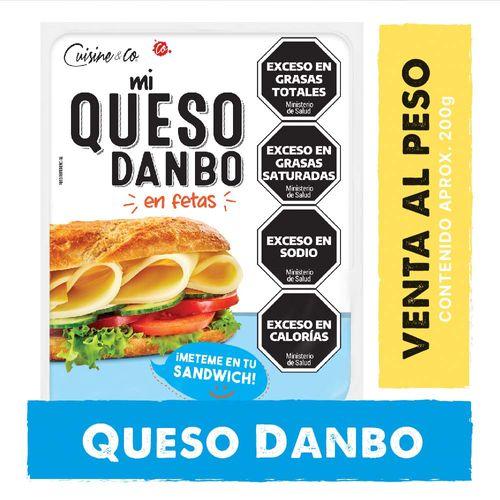 Cuisine & Co.
Co.
mi
QUESO
DANBO
en fetas
EXCESO EN
GRASAS
TOTALES
Ministerio
de Salud
EXCESO EN
GRASAS
SATURADAS
Ministerio
de Salud
EXCESO EN
SODIO
Ministerio
de Salud
EXCESO EN
CALORÍAS
Ministerio
de Salud
¡METEME EN TU
SANDWICH!
VENTA AL PESO
CONTENIDO APROX. 200g
QUESO DANBO